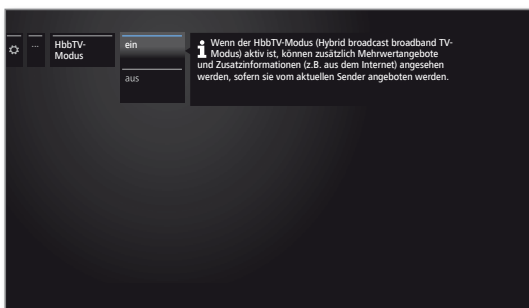 ...
HbbTV-
Modus
ein
aus
i Wenn der HbbTV-Modus (Hybrid broadcast broadband TV-
Modus) aktiv ist, können zusätzlich Mehrwertangebote
und Zusatzinformationen (z.B. aus dem Internet) angesehen
werden, sofern sie vom aktuellen Sender angeboten werden.